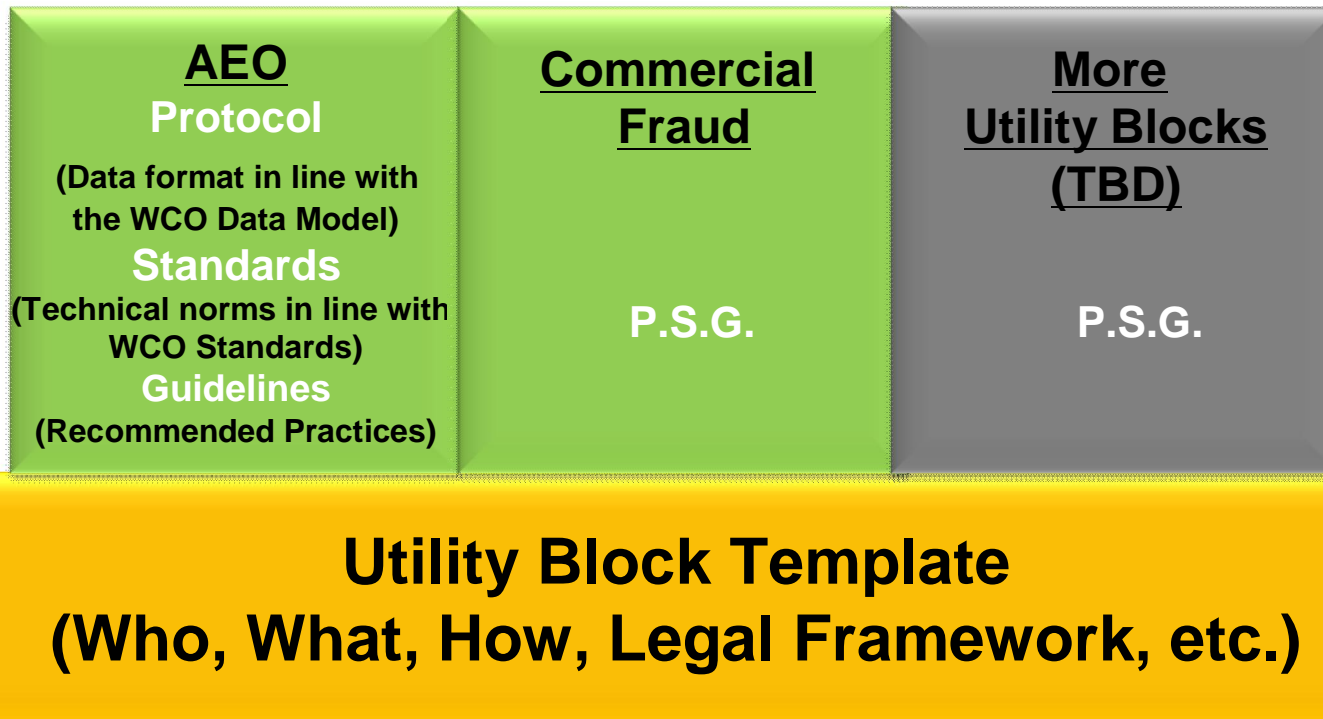 AEO
Protocol
(Data format in line with
the WCO Data Model)
Standards
(Technical norms in line with
WCO Standards)
Guidelines
(Recommended Practices)
Commercial
Fraud
P.S.G.
More
Utility Blocks
(TBD)
P.S.G.
Utility Block Template
(Who, What, How, Legal Framework, etc.)